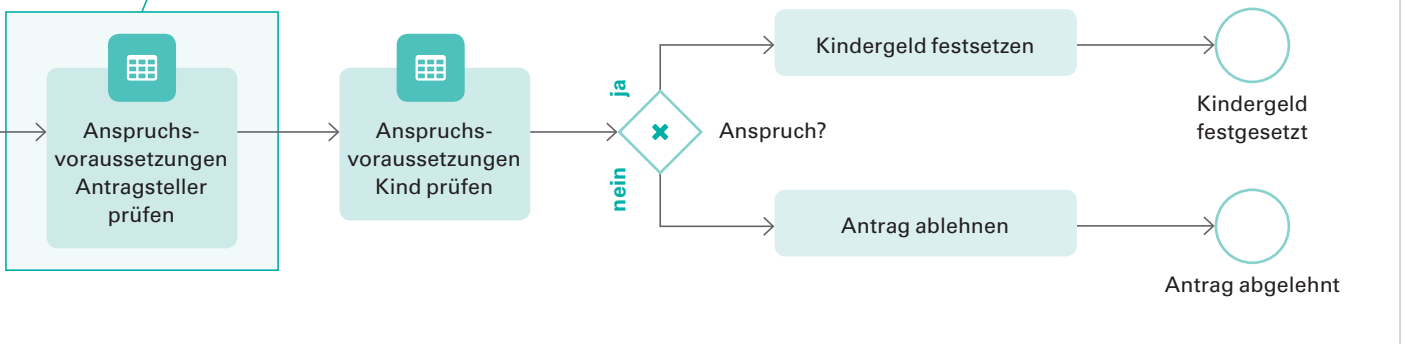 Anspruchs-
voraussetzungen
Antragsteller
prüfen
Anspruchs-
voraussetzungen
Kind prüfen
ja
nein
Anspruch?
Kindergeld festsetzen
Kindergeld
festgesetzt
Antrag ablehnen
Antrag abgelehnt